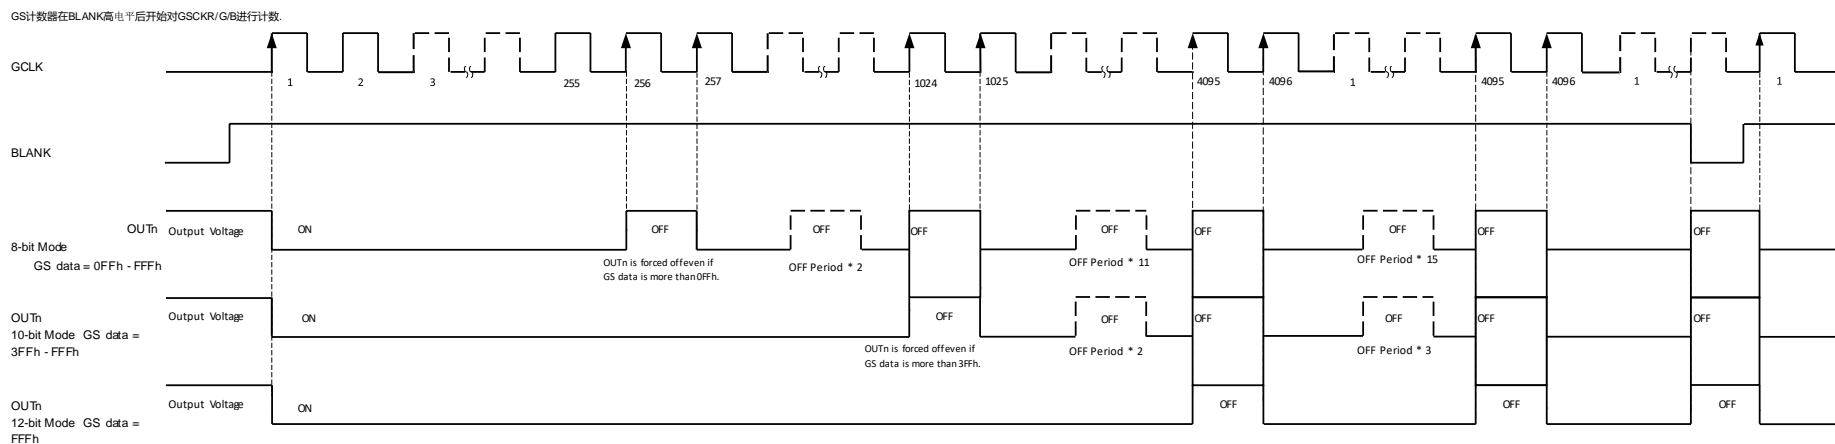 GS计数器在BLANK高电平后开始对GSCKR/G/B进行计数.
GCLK
1 2 3 255 256 257 1024 1025 4095 4096 1 4095 4096 1 1
BLANK
OUTn
8-bit Mode
GS data = 0FFh - FFFh
Output Voltage ON OFF OFF OFF OFF OFF OFF OFF OFF
OUTn is forced offeven if
GS data is more than 0FFh.
OFF Period * 2
OFF Period * 11
OFF Period * 15
OUTn
10-bit Mode GS data =
3FFh - FFFh
Output Voltage ON OFF OFF OFF OFF OFF OFF
OUTn is forced offeven if
GS data is more than 3FFh.
OFF Period * 2
OFF Period * 3
OUTn
12-bit Mode GS data =
FFFh
Output Voltage ON OFF OFF OFF